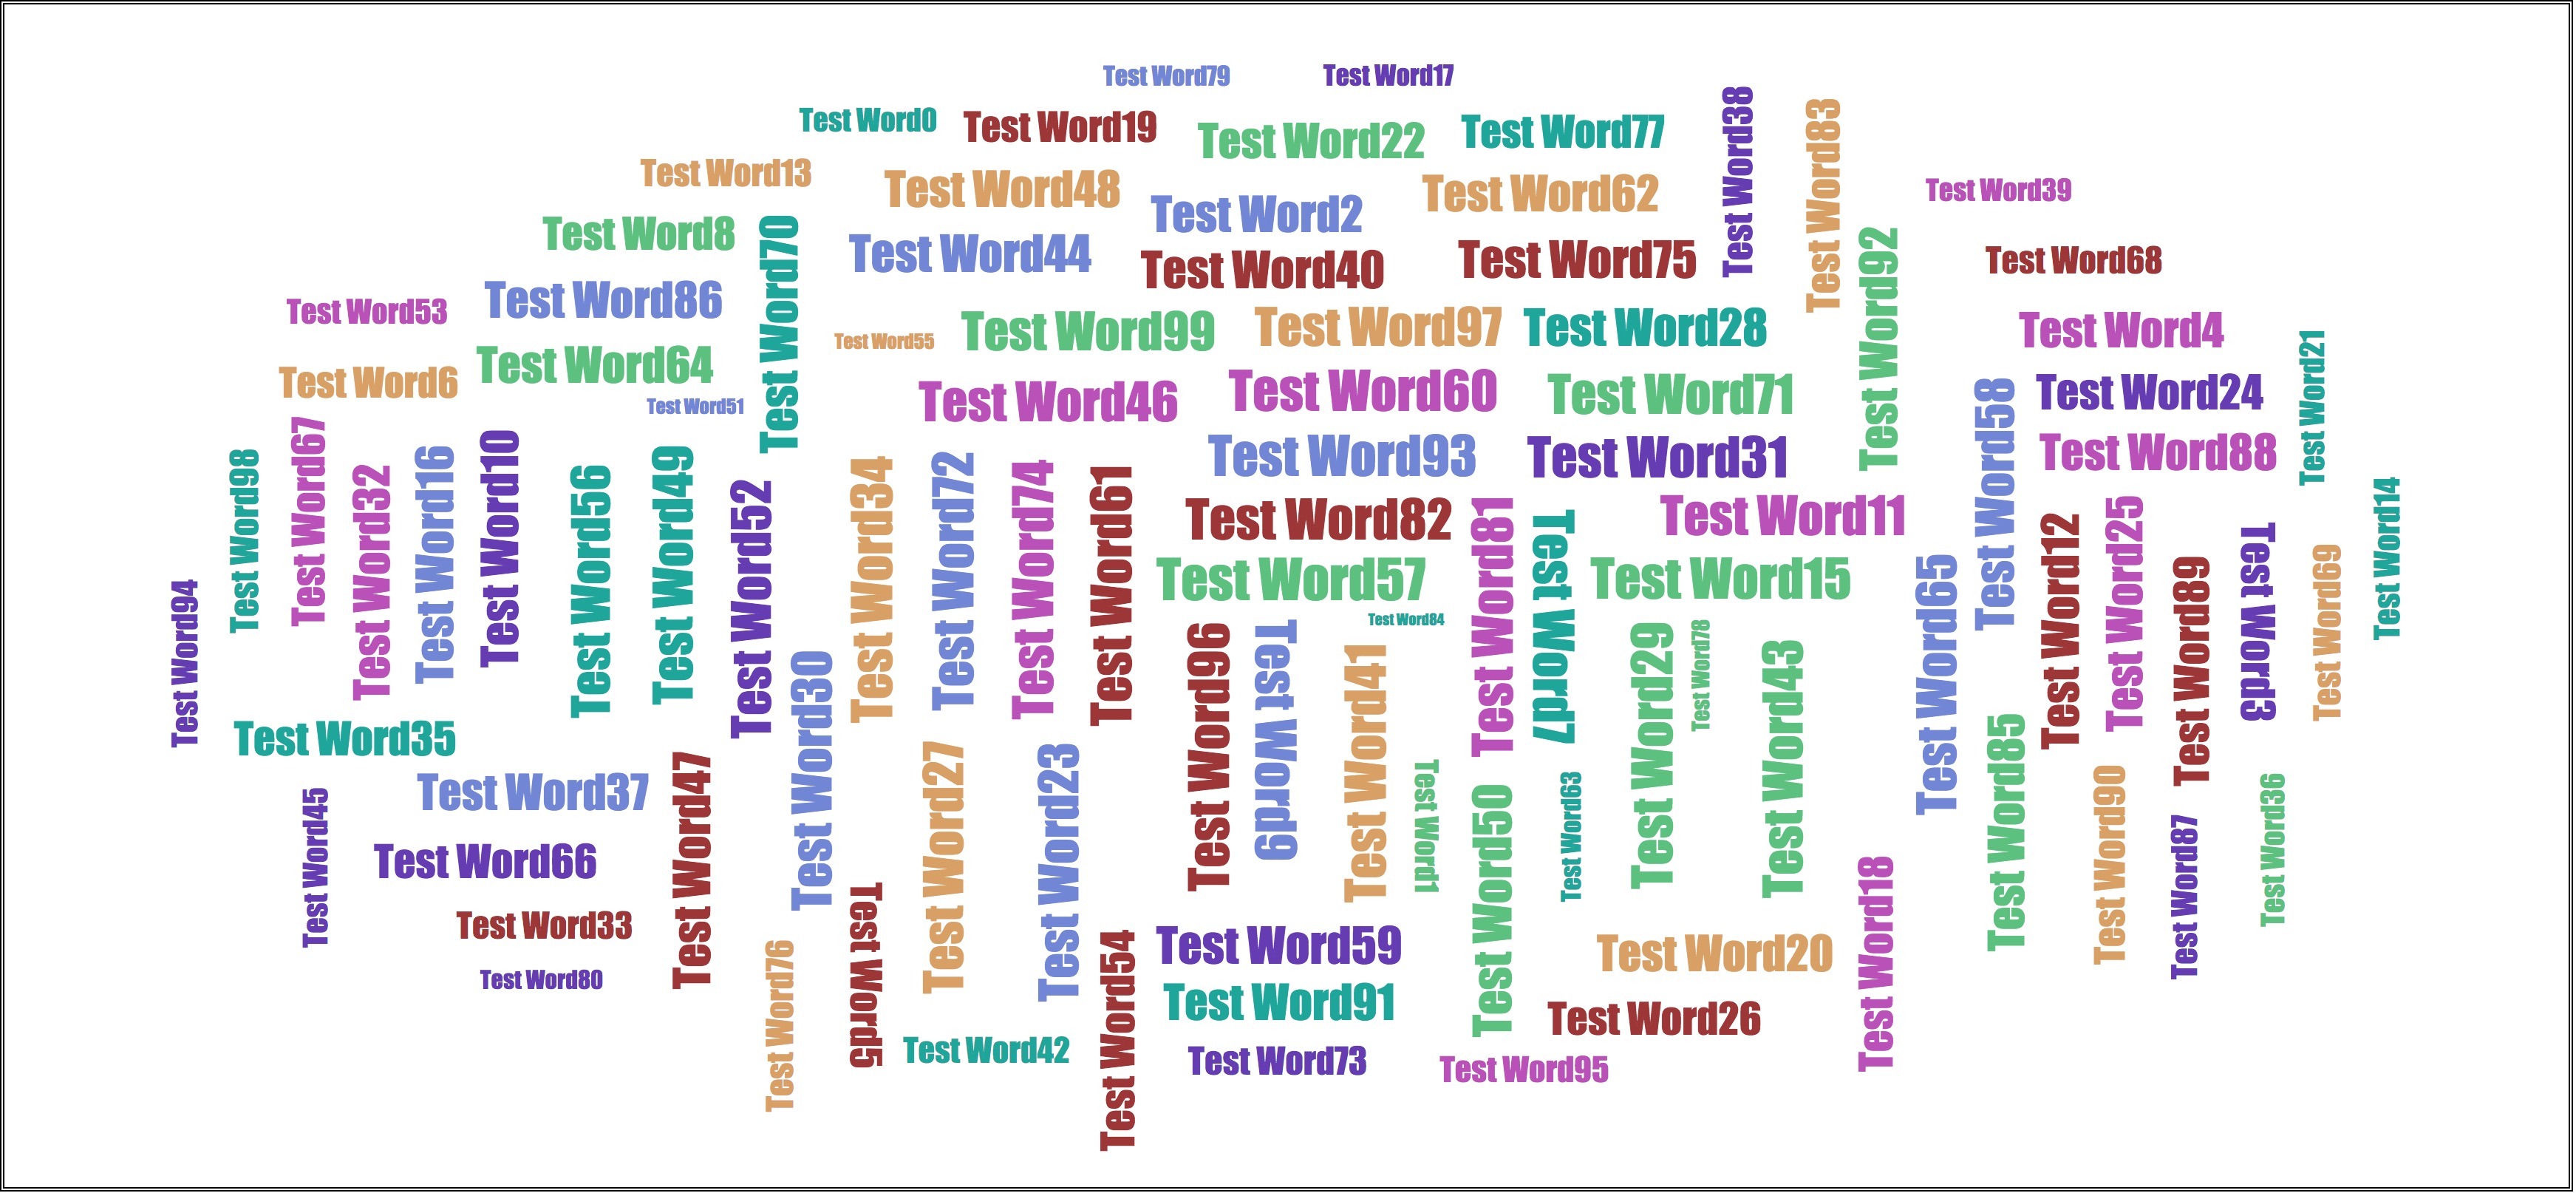 Test Word79
Test Word17
Test Word0
Test Word19
Test Word22
Test Word77
Test Word38
Test Word83
Test Word13
Test Word48
Test Word2
Test Word62
Test Word39
Test Word8
Test Word70
Test Word44
Test Word40
Test Word75
Test Word92
Test Word68
Test Word53
Test Word86
Test Word55
Test Word99
Test Word97
Test Word28
Test Word4
Test Word21
Test Word6
Test Word64
Test Word51
Test Word46
Test Word60
Test Word71
Test Word58
Test Word24
Test Word98
Test Word67
Test Word32
Test Word16
Test Word10
Test Word56
Test Word49
Test Word52
Test Word34
Test Word72
Test Word74
Test Word61
Test Word93
Test Word31
Test Word88
Test Word14
Test Word82
Test Word81
Test Word7
Test Word11
Test Word12
Test Word25
Test Word89
Test Word3
Test Word69
Test Word94
Test Word57
Test Word15
Test Word65
Test Word84
Test Word30
Test Word96
Test Word9
Test Word41
Test Word29
Test Word78
Test Word43
Test Word35
Test Word47
Test Word27
Test Word23
Test Word1
Test Word50
Test Word63
Test Word85
Test Word90
Test Word87
Test Word36
Test Word45
Test Word37
Test Word66
Test Word18
Test Word33
Test Word76
Test Word5
Test Word54
Test Word59
Test Word20
Test Word80
Test Word91
Test Word26
Test Word42
Test Word73
Test Word95